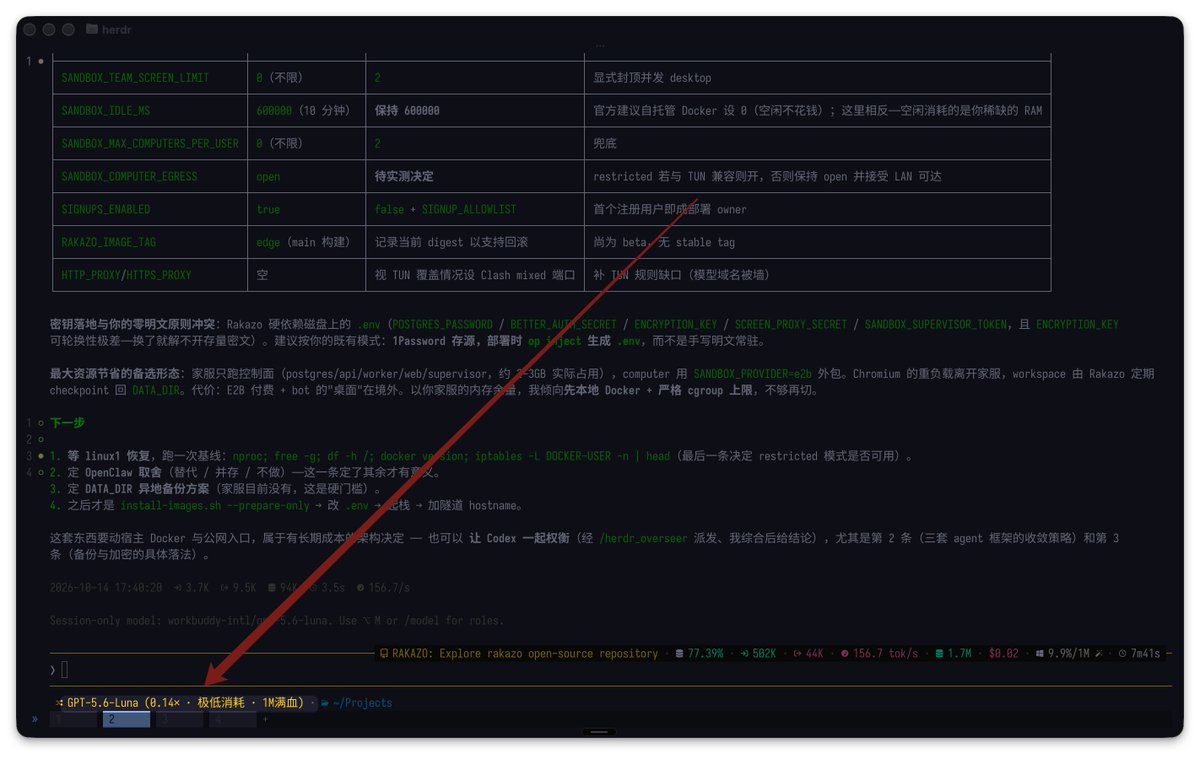 herdr
...
1 ●
SANDBOX_TEAM_SCREEN_LIMIT 0 (不限) 2 显式封顶并发 desktop
SANDBOX_IDLE_MS 600000 (10 分钟) 保持 600000 官方建议自托管 Docker 设 0（空闲不花钱）; 这里相反—空闲消耗的是你稀缺的 RAM
SANDBOX_MAX_COMPUTERS_PER_USER 0 (不限) 2 兜底
SANDBOX_COMPUTER_EGRESS open 待实测决定 restricted 若与 TUN 兼容则开，否则保持 open 并接受 LAN 可达
SIGNUPS_ENABLED true false + SIGNUP_ALLOWLIST 首个注册用户即成部署 owner
RAKAZO_IMAGE_TAG edge (main 构建) 记录当前 digest 以支持回滚 尚为 beta，无 stable tag
HTTP_PROXY/HTTPS_PROXY 空 视 TUN 覆盖情况设 Clash mixed 端口 补 TUN 规则缺口（模型域名被墙）
密钥落地与你的零明文原则冲突：Rakazo 硬依赖磁盘上的 .env（POSTGRES_PASSWORD / BETTER_AUTH_SECRET / ENCRYPTION_KEY / SCREEN_PROXY_SECRET / SANDBOX_SUPERVISOR_TOKEN，且 ENCRYPTION_KEY
可轮换性极差—换了就解不开存量密文）。建议按你的既有模式：1Password 存源，部署时 op inject 生成 .env，而不是手写明文常驻。
最大资源节省的备选形态：家服只跑控制面（postgres/api/worker/web/supervisor，约 2-3GB 实际占用），computer 用 SANDBOX_PROVIDER=e2b 外包。Chromium 的重负载离开家服，workspace 由 Rakazo 定期
checkpoint 回 DATA_DIR。代价：E2B 付费 + bot 的"桌面"在境外。以你家服的内存余量，我倾向先本地 Docker + 严格 cgroup 上限，不够再切。
1 ○ 下一步
2 ○
3 ● 1. 等 linux1 恢复，跑一次基线：nproc; free -g; df -h /; docker version; iptables -L DOCKER-USER -n | head（最后一条决定 restricted 模式是否可用）。
4 ○ 2. 定 OpenClaw 取舍（替代 / 并存 / 不做）—这一条定了其余才有意义。
3. 定 DATA_DIR 异地备份方案（家服目前没有，这是硬门槛）。
4. 之后才是 install-images.sh --prepare-only → 改 .env → 起栈 → 加隧道 hostname。
这套东西要动宿主 Docker 与公网入口，属于有长期成本的架构决定 —— 也可以 让 Codex 一起权衡（经 /herdr_overseer 派发、我综合后给结论），尤其是第 2 条（三套 agent 框架的收敛策略）和第 3
条（备份与加密的具体落法）。
2026-10-14 17:40:20 3.7K 9.5K 94K 3.5s 156.7/s
Session-only model: workbuddy-intl/gpt-5.6-luna. Use ⌥M or /model for roles.
RAKAZO: Explore rakazo open-source repository · 77.39% · 502K · 44K · 156.7 tok/s · 1.7M · $0.02 · 9.9%/1M · 7m41s
❯
GPT-5.6-Luna (0.14× · 极低消耗 · 1M满血) · ~/Projects
» 1 2 3 4 +